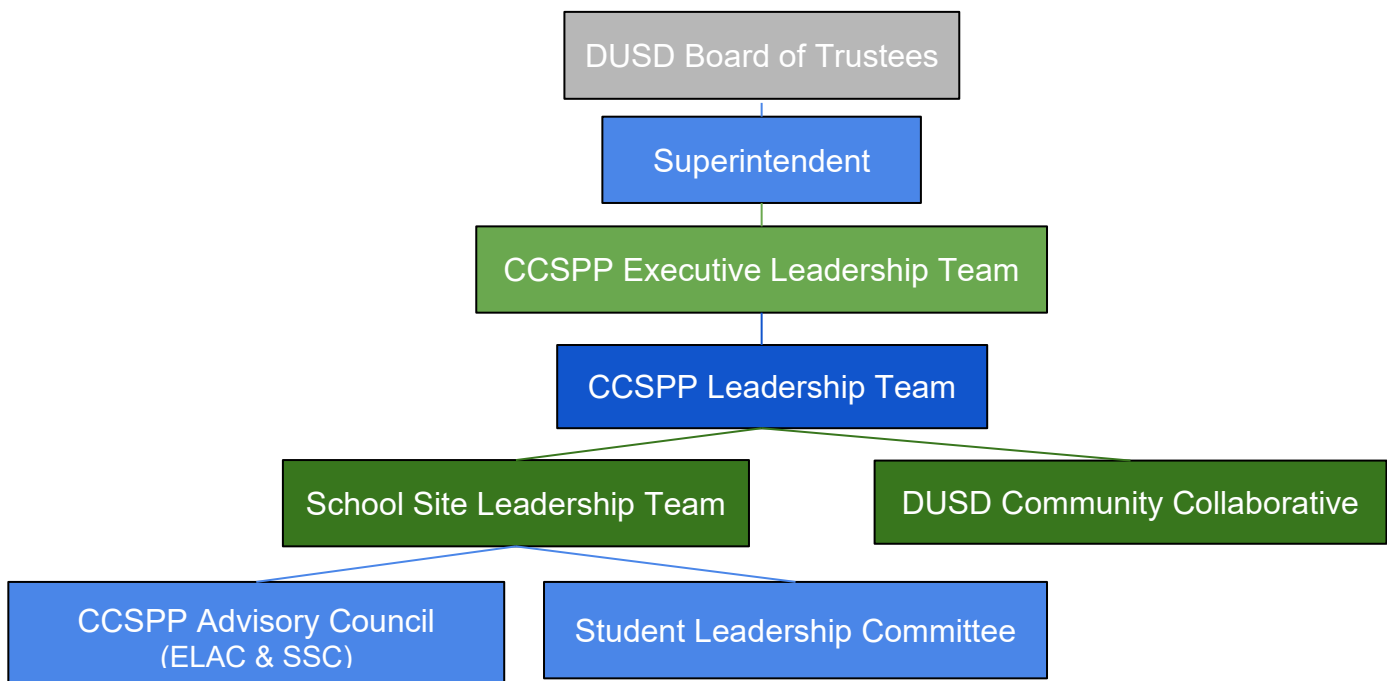 DUSD Board of Trustees
Superintendent
CCSPP Executive Leadership Team
CCSPP Leadership Team
School Site Leadership Team
DUSD Community Collaborative
CCSPP Advisory Council
(ELAC & SSC)
Student Leadership Committee